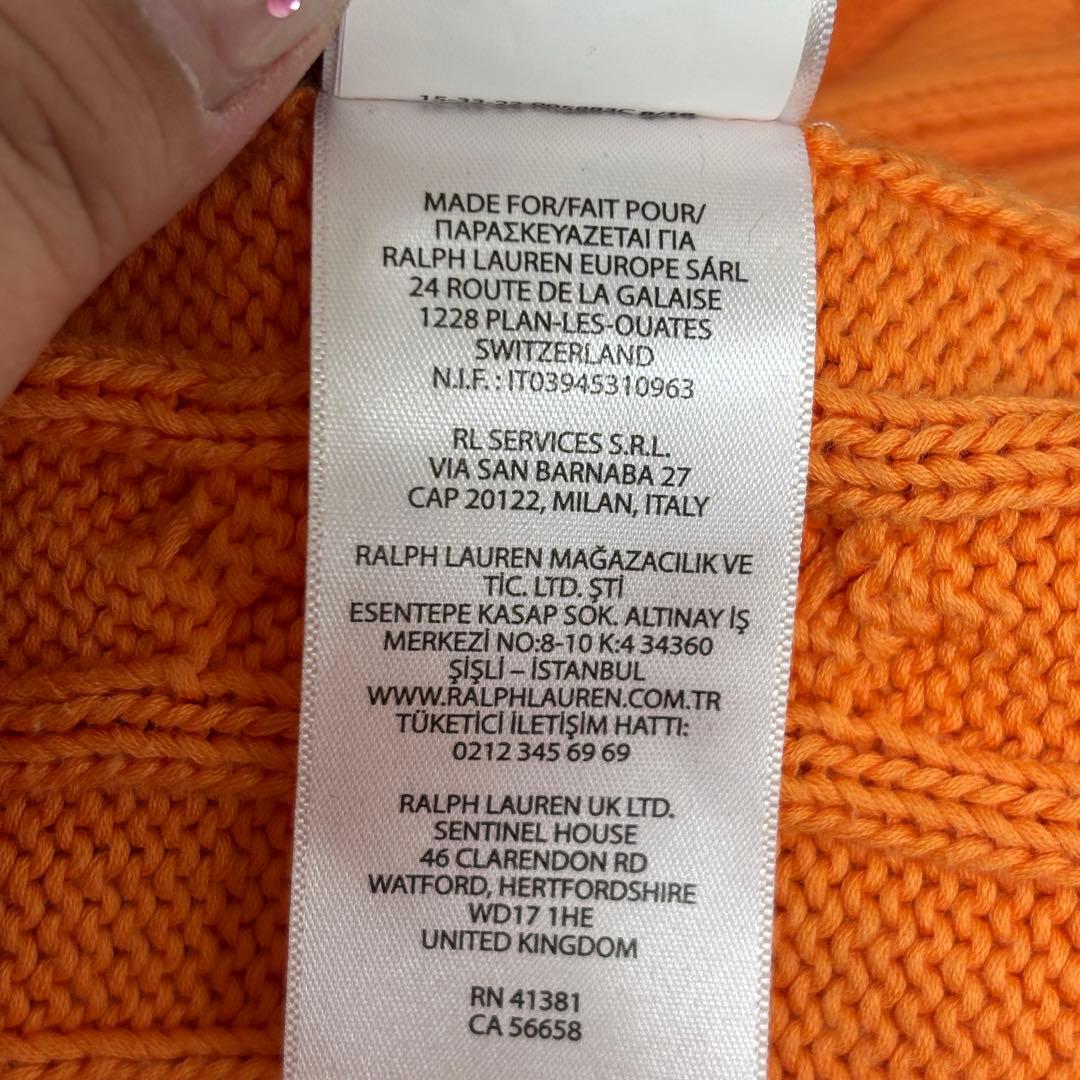 MADE FOR/FAIT POUR/
ΠΑΡΑΣΚΕΥΑΖΕΤΑΙ ΓΙΑ
RALPH LAUREN EUROPE SÁRL
24 ROUTE DE LA GALAISE
1228 PLAN-LES-OUATES
SWITZERLAND
N.I.F. : IT03945310963
RL SERVICES S.R.L.
VIA SAN BARNABA 27
CAP 20122, MILAN, ITALY
RALPH LAUREN MAĞAZACILIK VE
TİC. LTD. ŞTİ
ESENTEPE KASAP SOK. ALTINAY İŞ
MERKEZİ NO:8-10 K:4 34360
ŞİŞLİ – İSTANBUL
WWW.RALPHLAUREN.COM.TR
TÜKETİCİ İLETİŞİM HATTI:
0212 345 69 69
RALPH LAUREN UK LTD.
SENTINEL HOUSE
46 CLARENDON RD
WATFORD, HERTFORDSHIRE
WD17 1HE
UNITED KINGDOM
RN 41381
CA 56658